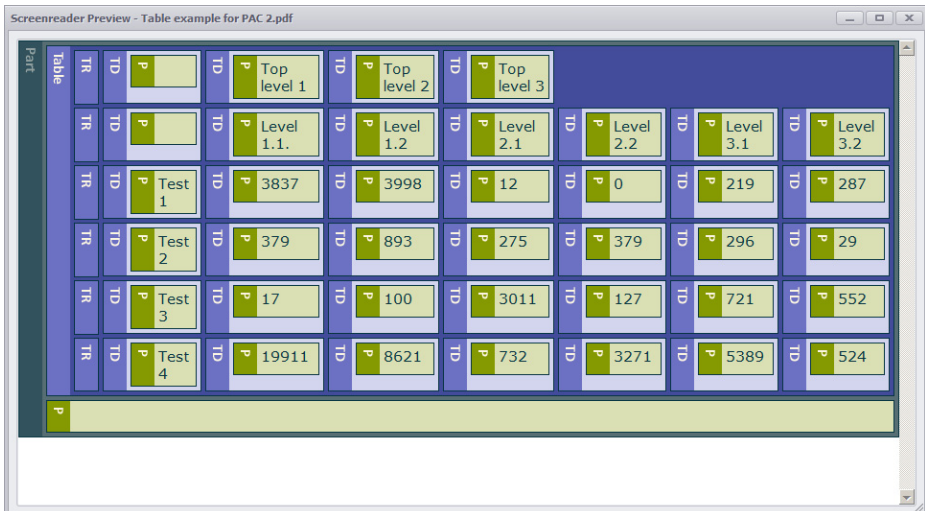 Screenreader Preview - Table example for PAC 2.pdf
Part
Table
TR TD P TD P Top level 1 TD P Top level 2 TD P Top level 3
TR TD P TD P Level 1.1. TD P Level 1.2 TD P Level 2.1 TD P Level 2.2 TD P Level 3.1 TD P Level 3.2
TR TD P Test 1 TD P 3837 TD P 3998 TD P 12 TD P 0 TD P 219 TD P 287
TR TD P Test 2 TD P 379 TD P 893 TD P 275 TD P 379 TD P 296 TD P 29
TR TD P Test 3 TD P 17 TD P 100 TD P 3011 TD P 127 TD P 721 TD P 552
TR TD P Test 4 TD P 19911 TD P 8621 TD P 732 TD P 3271 TD P 5389 TD P 524
P